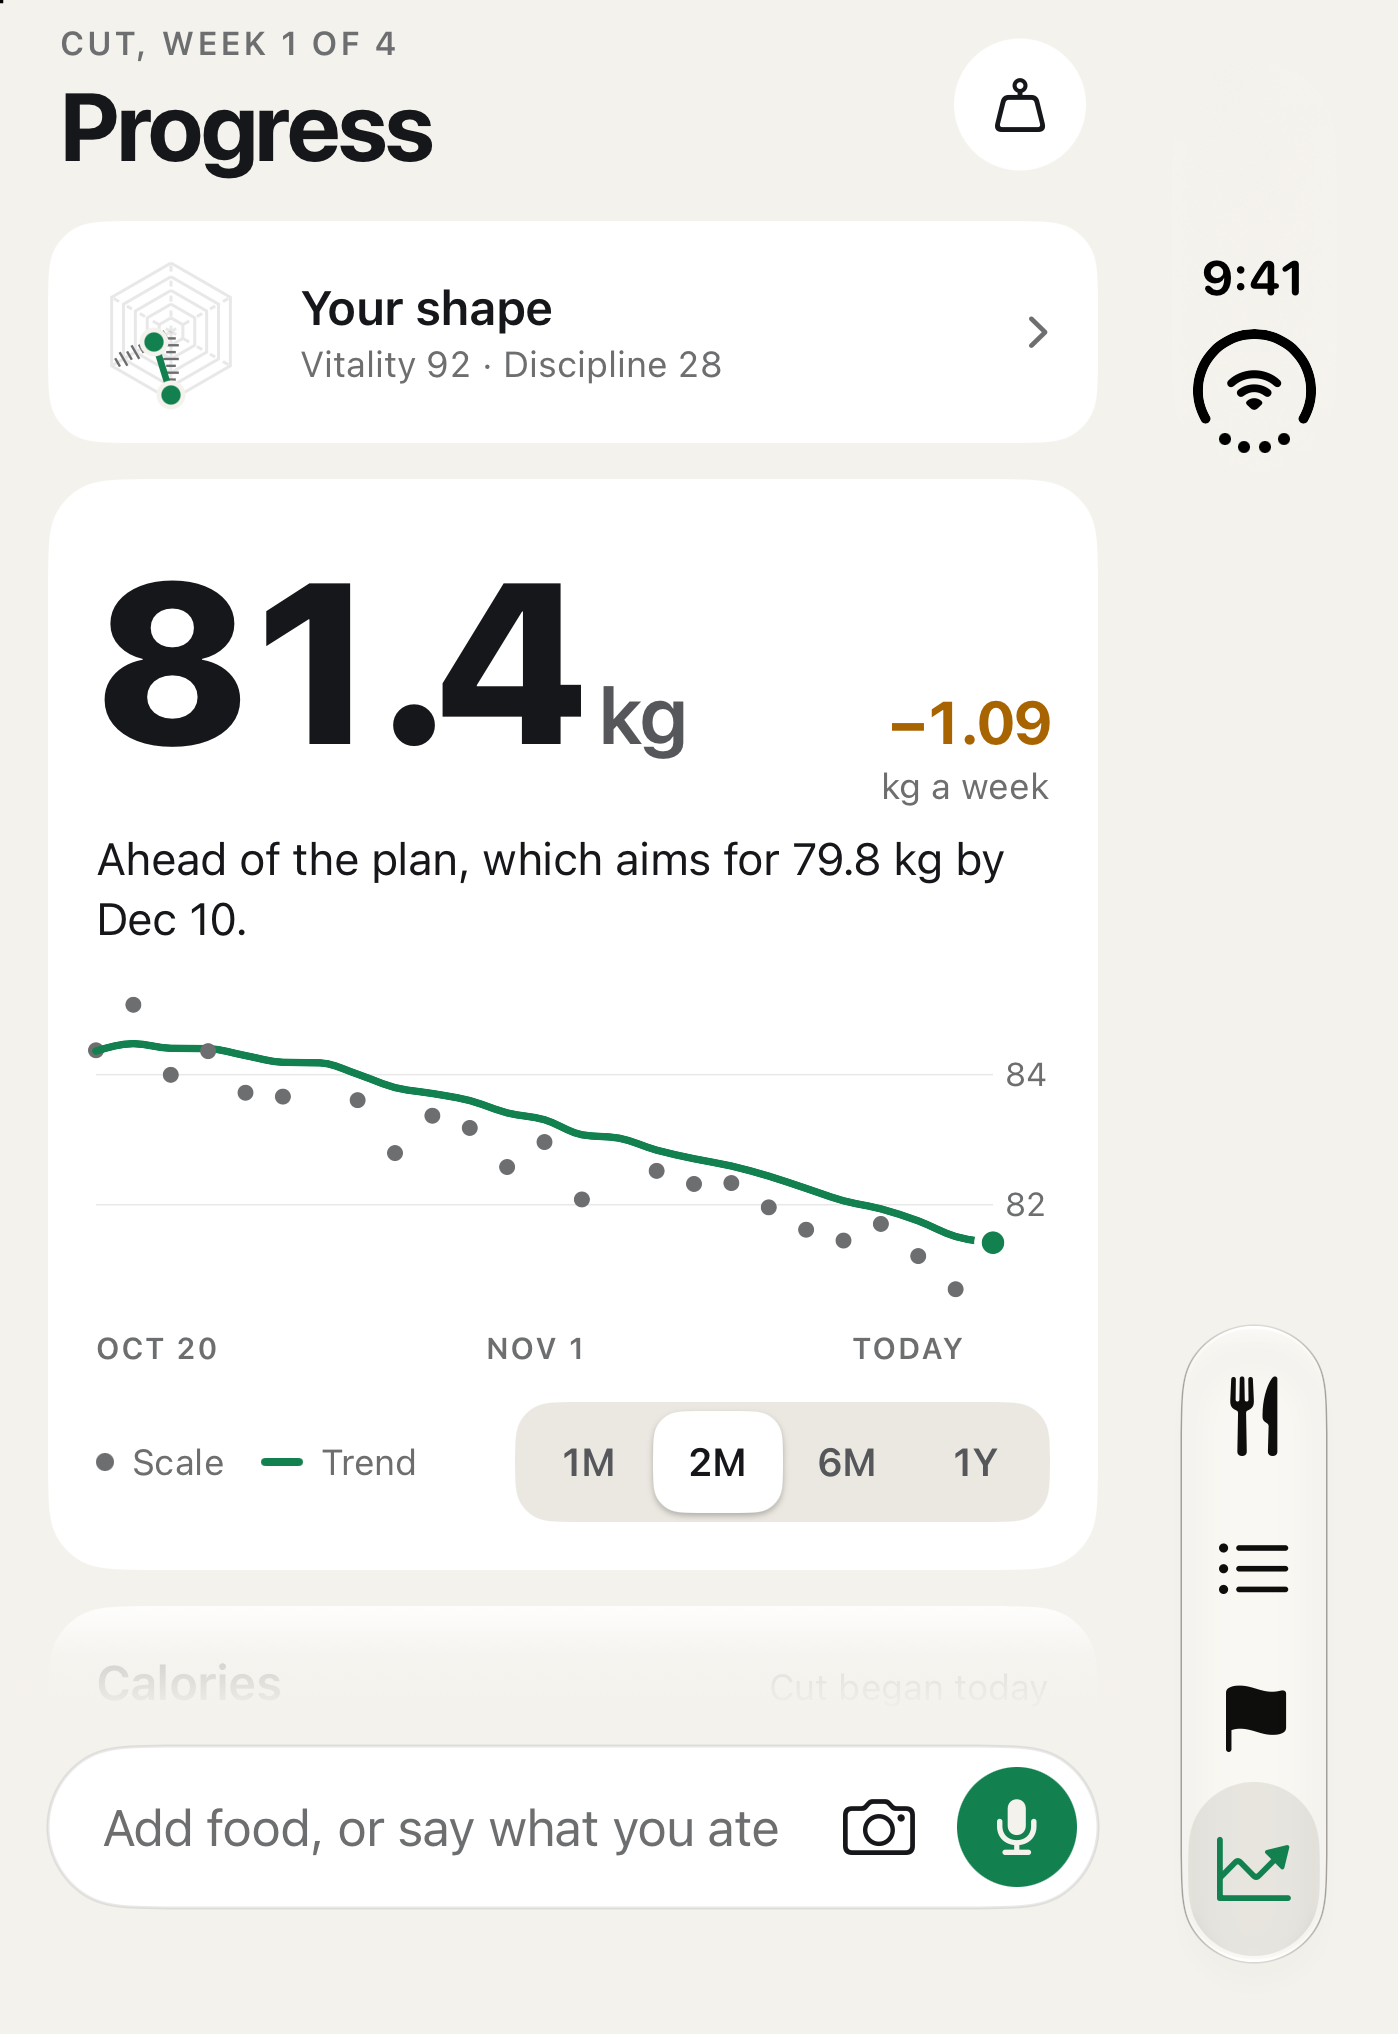 CUT, WEEK 1 OF 4
Progress
Your shape
Vitality 92 · Discipline 28
9:41
81.4 kg
−1.09
kg a week
Ahead of the plan, which aims for 79.8 kg by
Dec 10.
84
82
OCT 20 NOV 1 TODAY
Scale Trend 1M 2M 6M 1Y
Calories Cut began today
Add food, or say what you ate